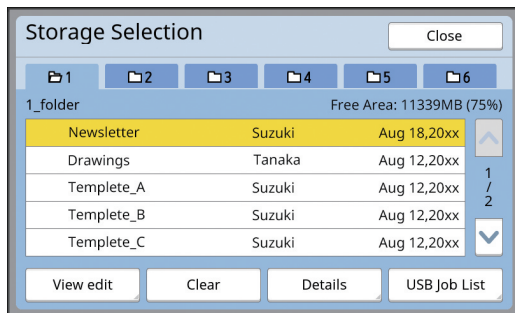 Storage Selection Close
1 2 3 4 5 6
1_folder Free Area: 11339MB (75%)
Newsletter Suzuki Aug 18,20xx
Drawings Tanaka Aug 12,20xx
Templete_A Suzuki Aug 12,20xx
Templete_B Suzuki Aug 12,20xx
Templete_C Suzuki Aug 12,20xx
1
/
2
View edit Clear Details USB Job List